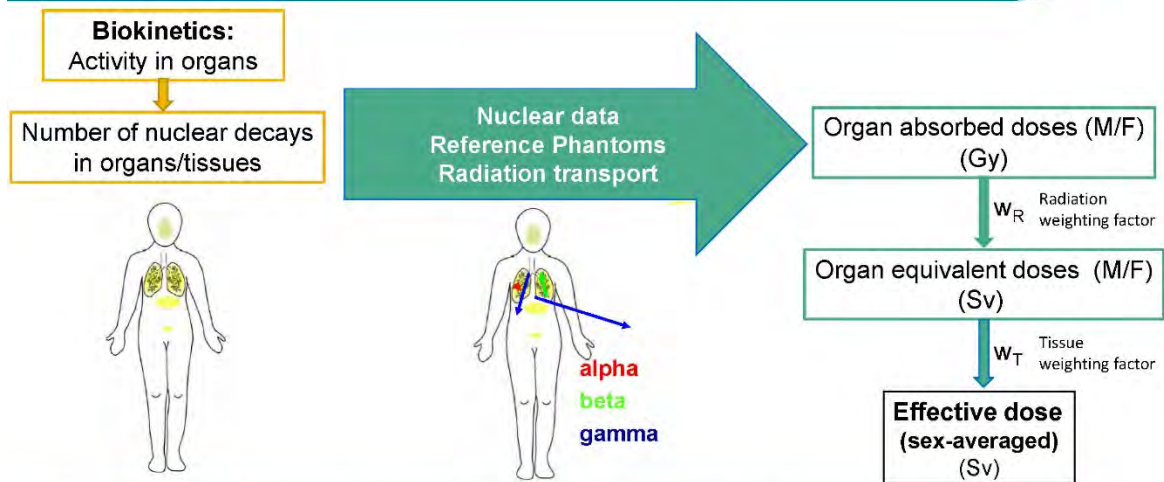 Biokinetics:
Activity in organs
Number of nuclear decays
in organs/tissues
Nuclear data
Reference Phantoms
Radiation transport
alpha
beta
gamma
Organ absorbed doses (M/F)
(Gy)
wR Radiation
weighting factor
Organ equivalent doses (M/F)
(Sv)
wT Tissue
weighting factor
Effective dose
(sex-averaged)
(Sv)